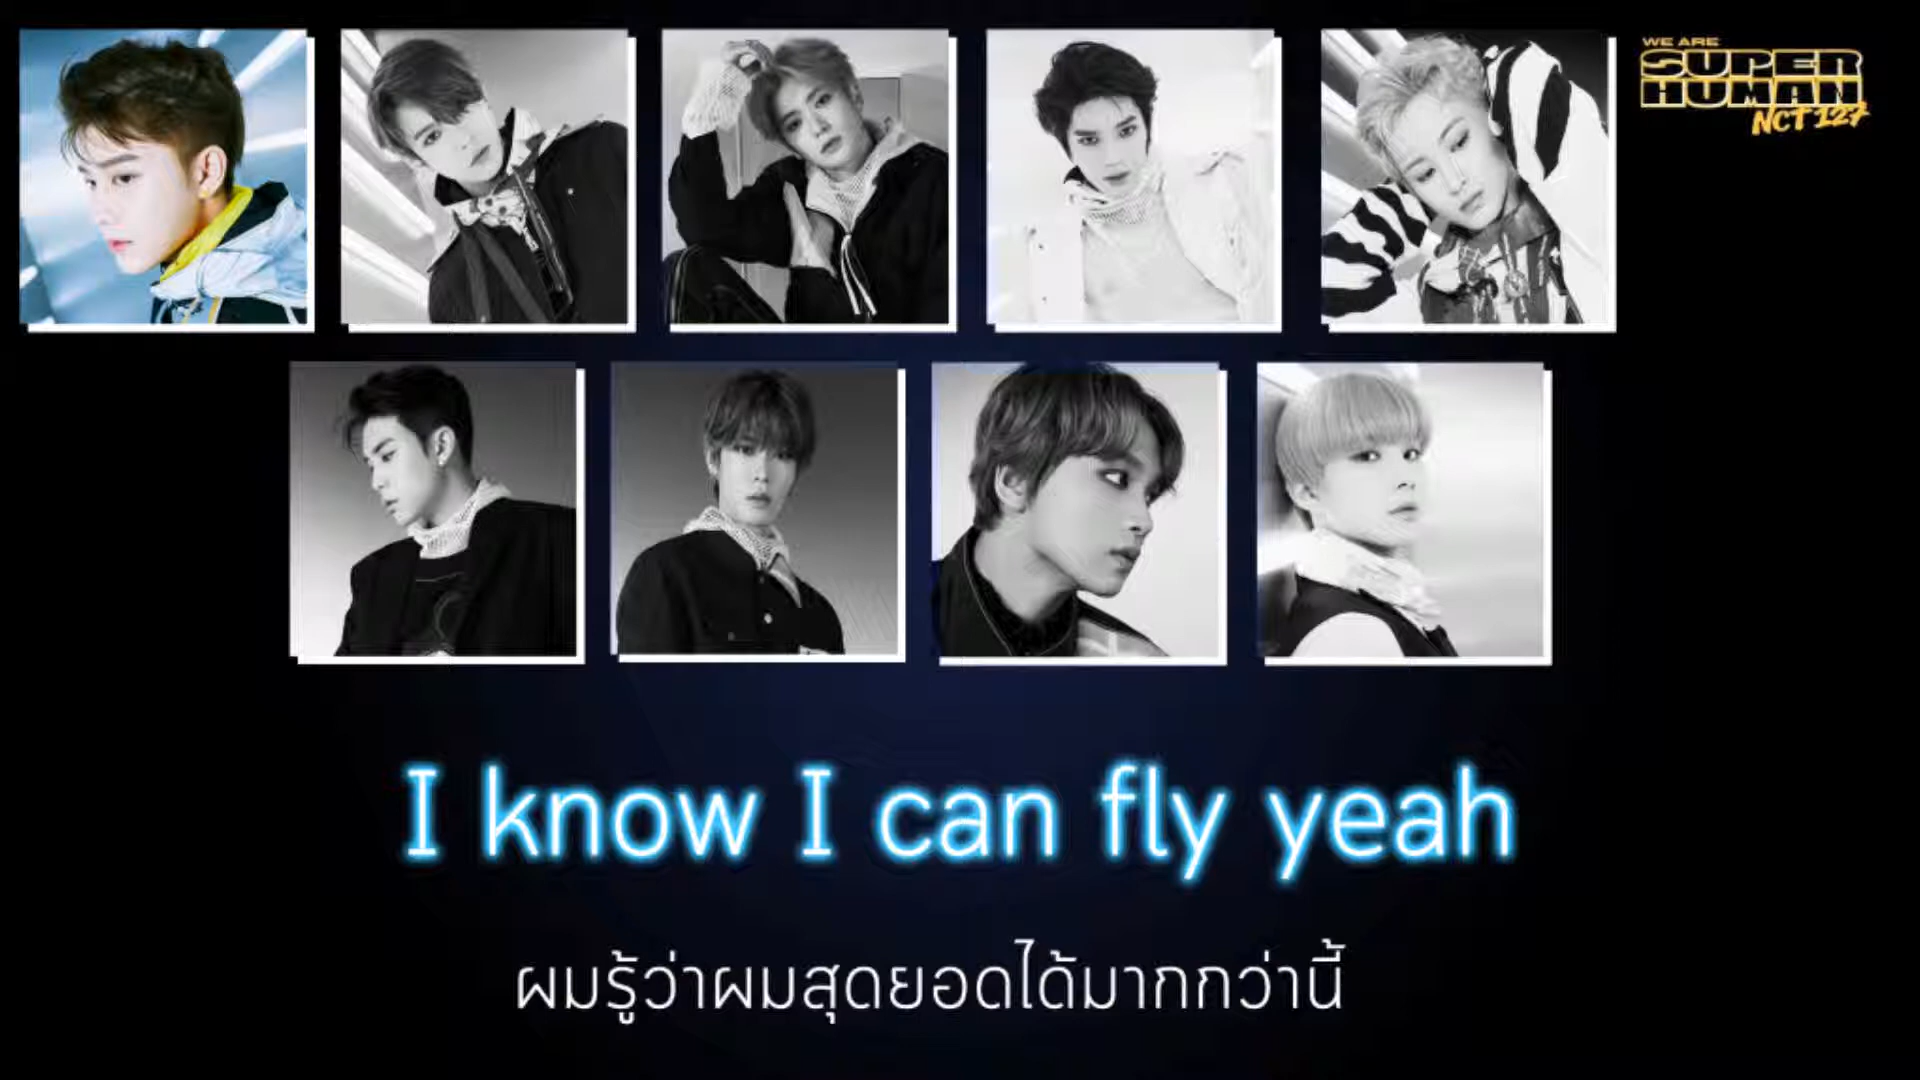 WE ARE
SUPER
HUMAN
NCT 127
I know I can fly yeah
ผมรู้ว่าผมสุดยอดได้มากกว่านี้